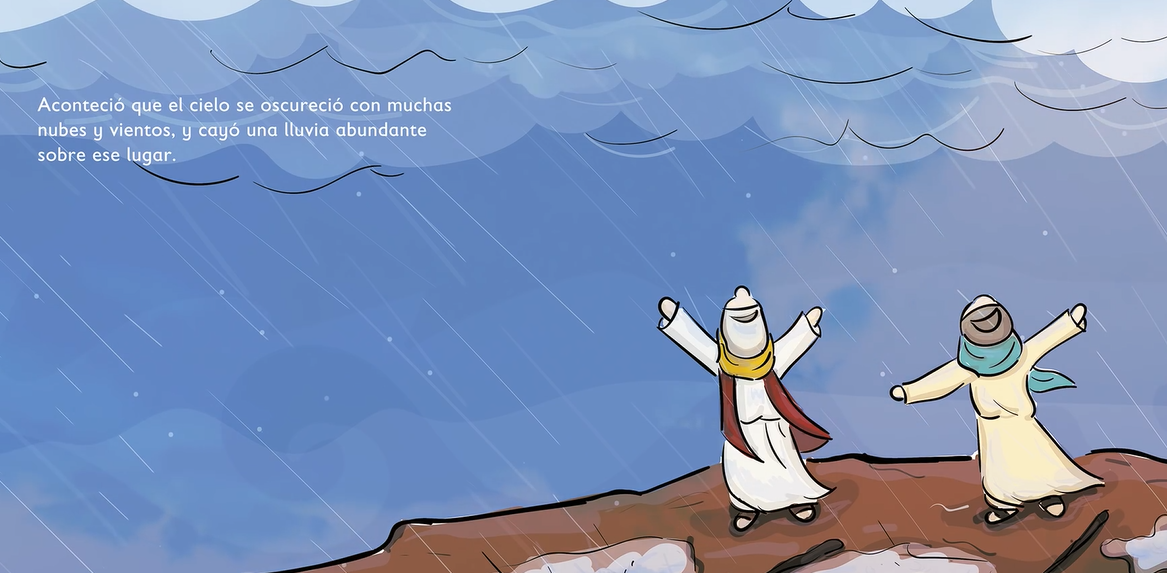 Aconteció que el cielo se oscureció con muchas
nubes y vientos, y cayó una lluvia abundante
sobre ese lugar.